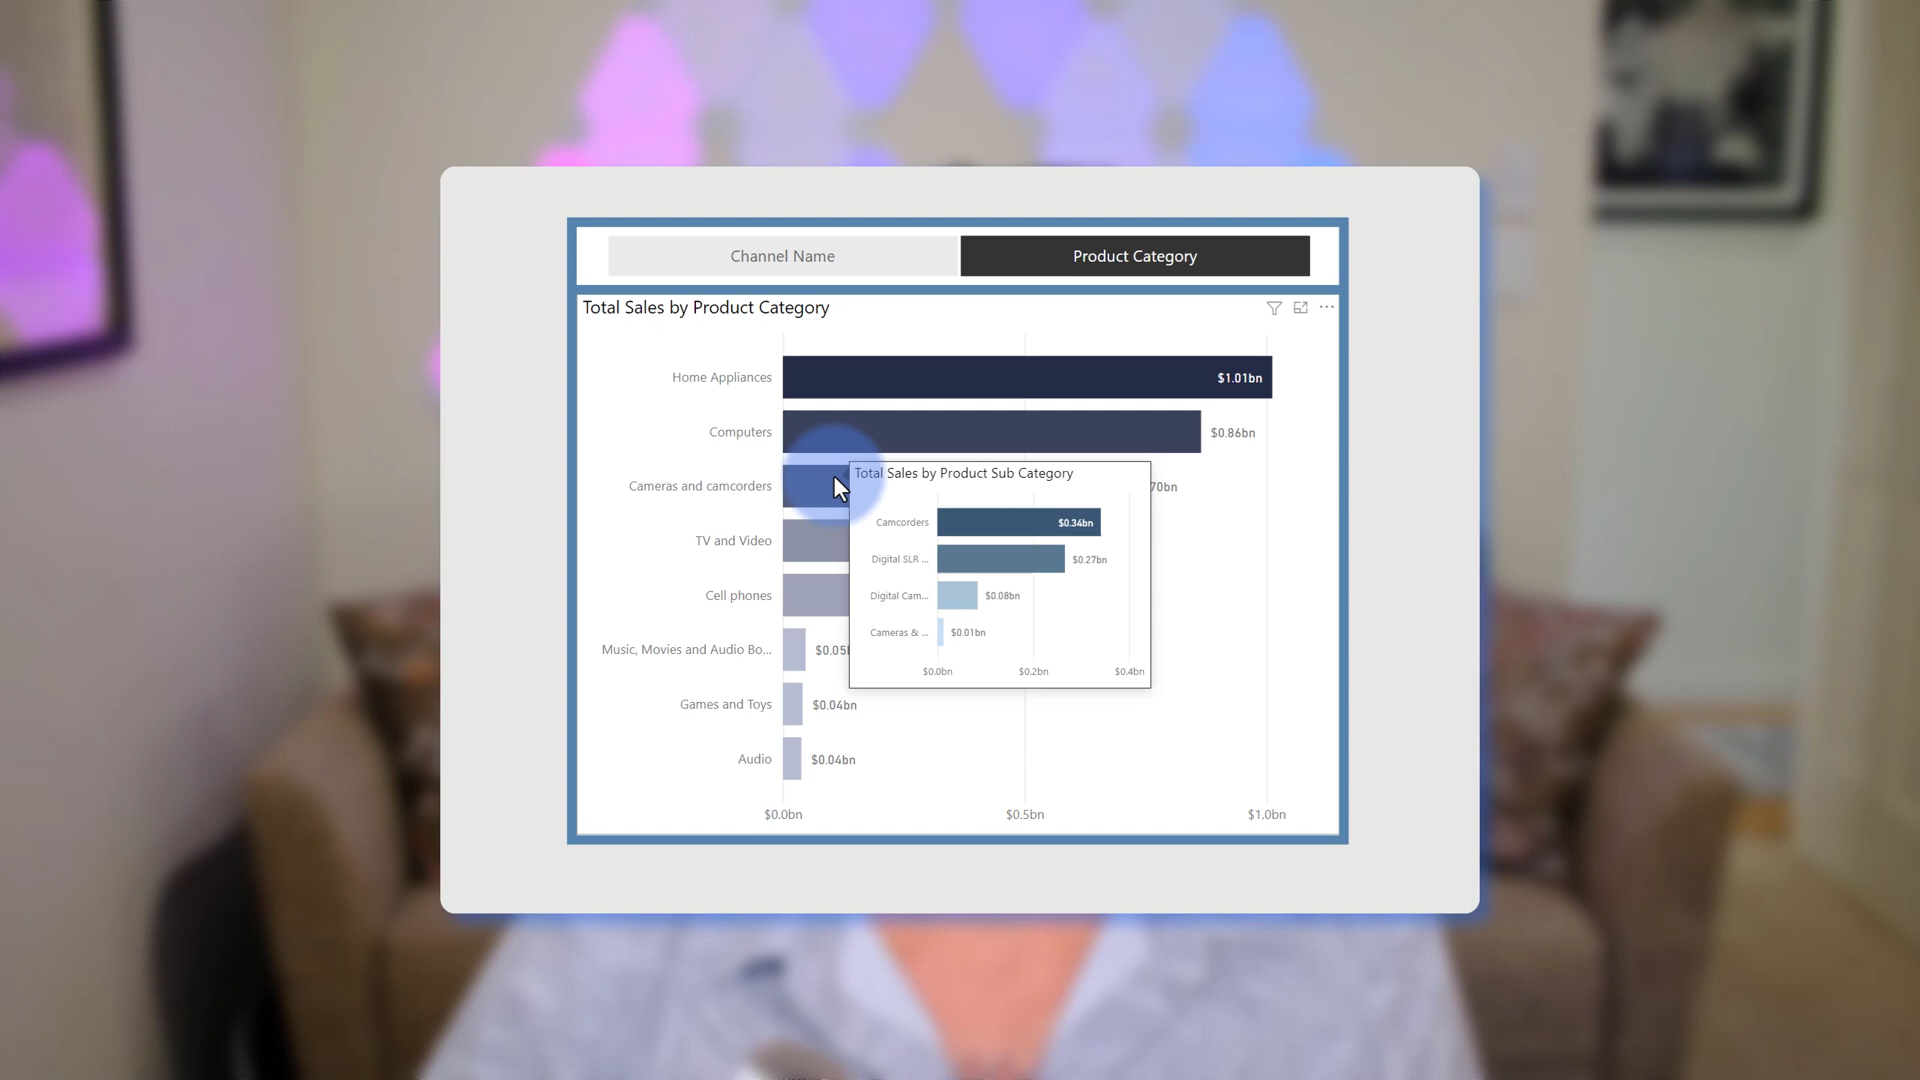 Channel Name
Product Category
Total Sales by Product Category
Home Appliances
$1.01bn
Computers
$0.86bn
Cameras and camcorders
70bn
Total Sales by Product Sub Category
Camcorders
$0.34bn
Digital SLR ...
$0.27bn
Digital Cam...
$0.08bn
Cameras & ...
$0.01bn
$0.0bn
$0.2bn
$0.4bn
TV and Video
Cell phones
Music, Movies and Audio Bo...
$0.05
Games and Toys
$0.04bn
Audio
$0.04bn
$0.0bn
$0.5bn
$1.0bn